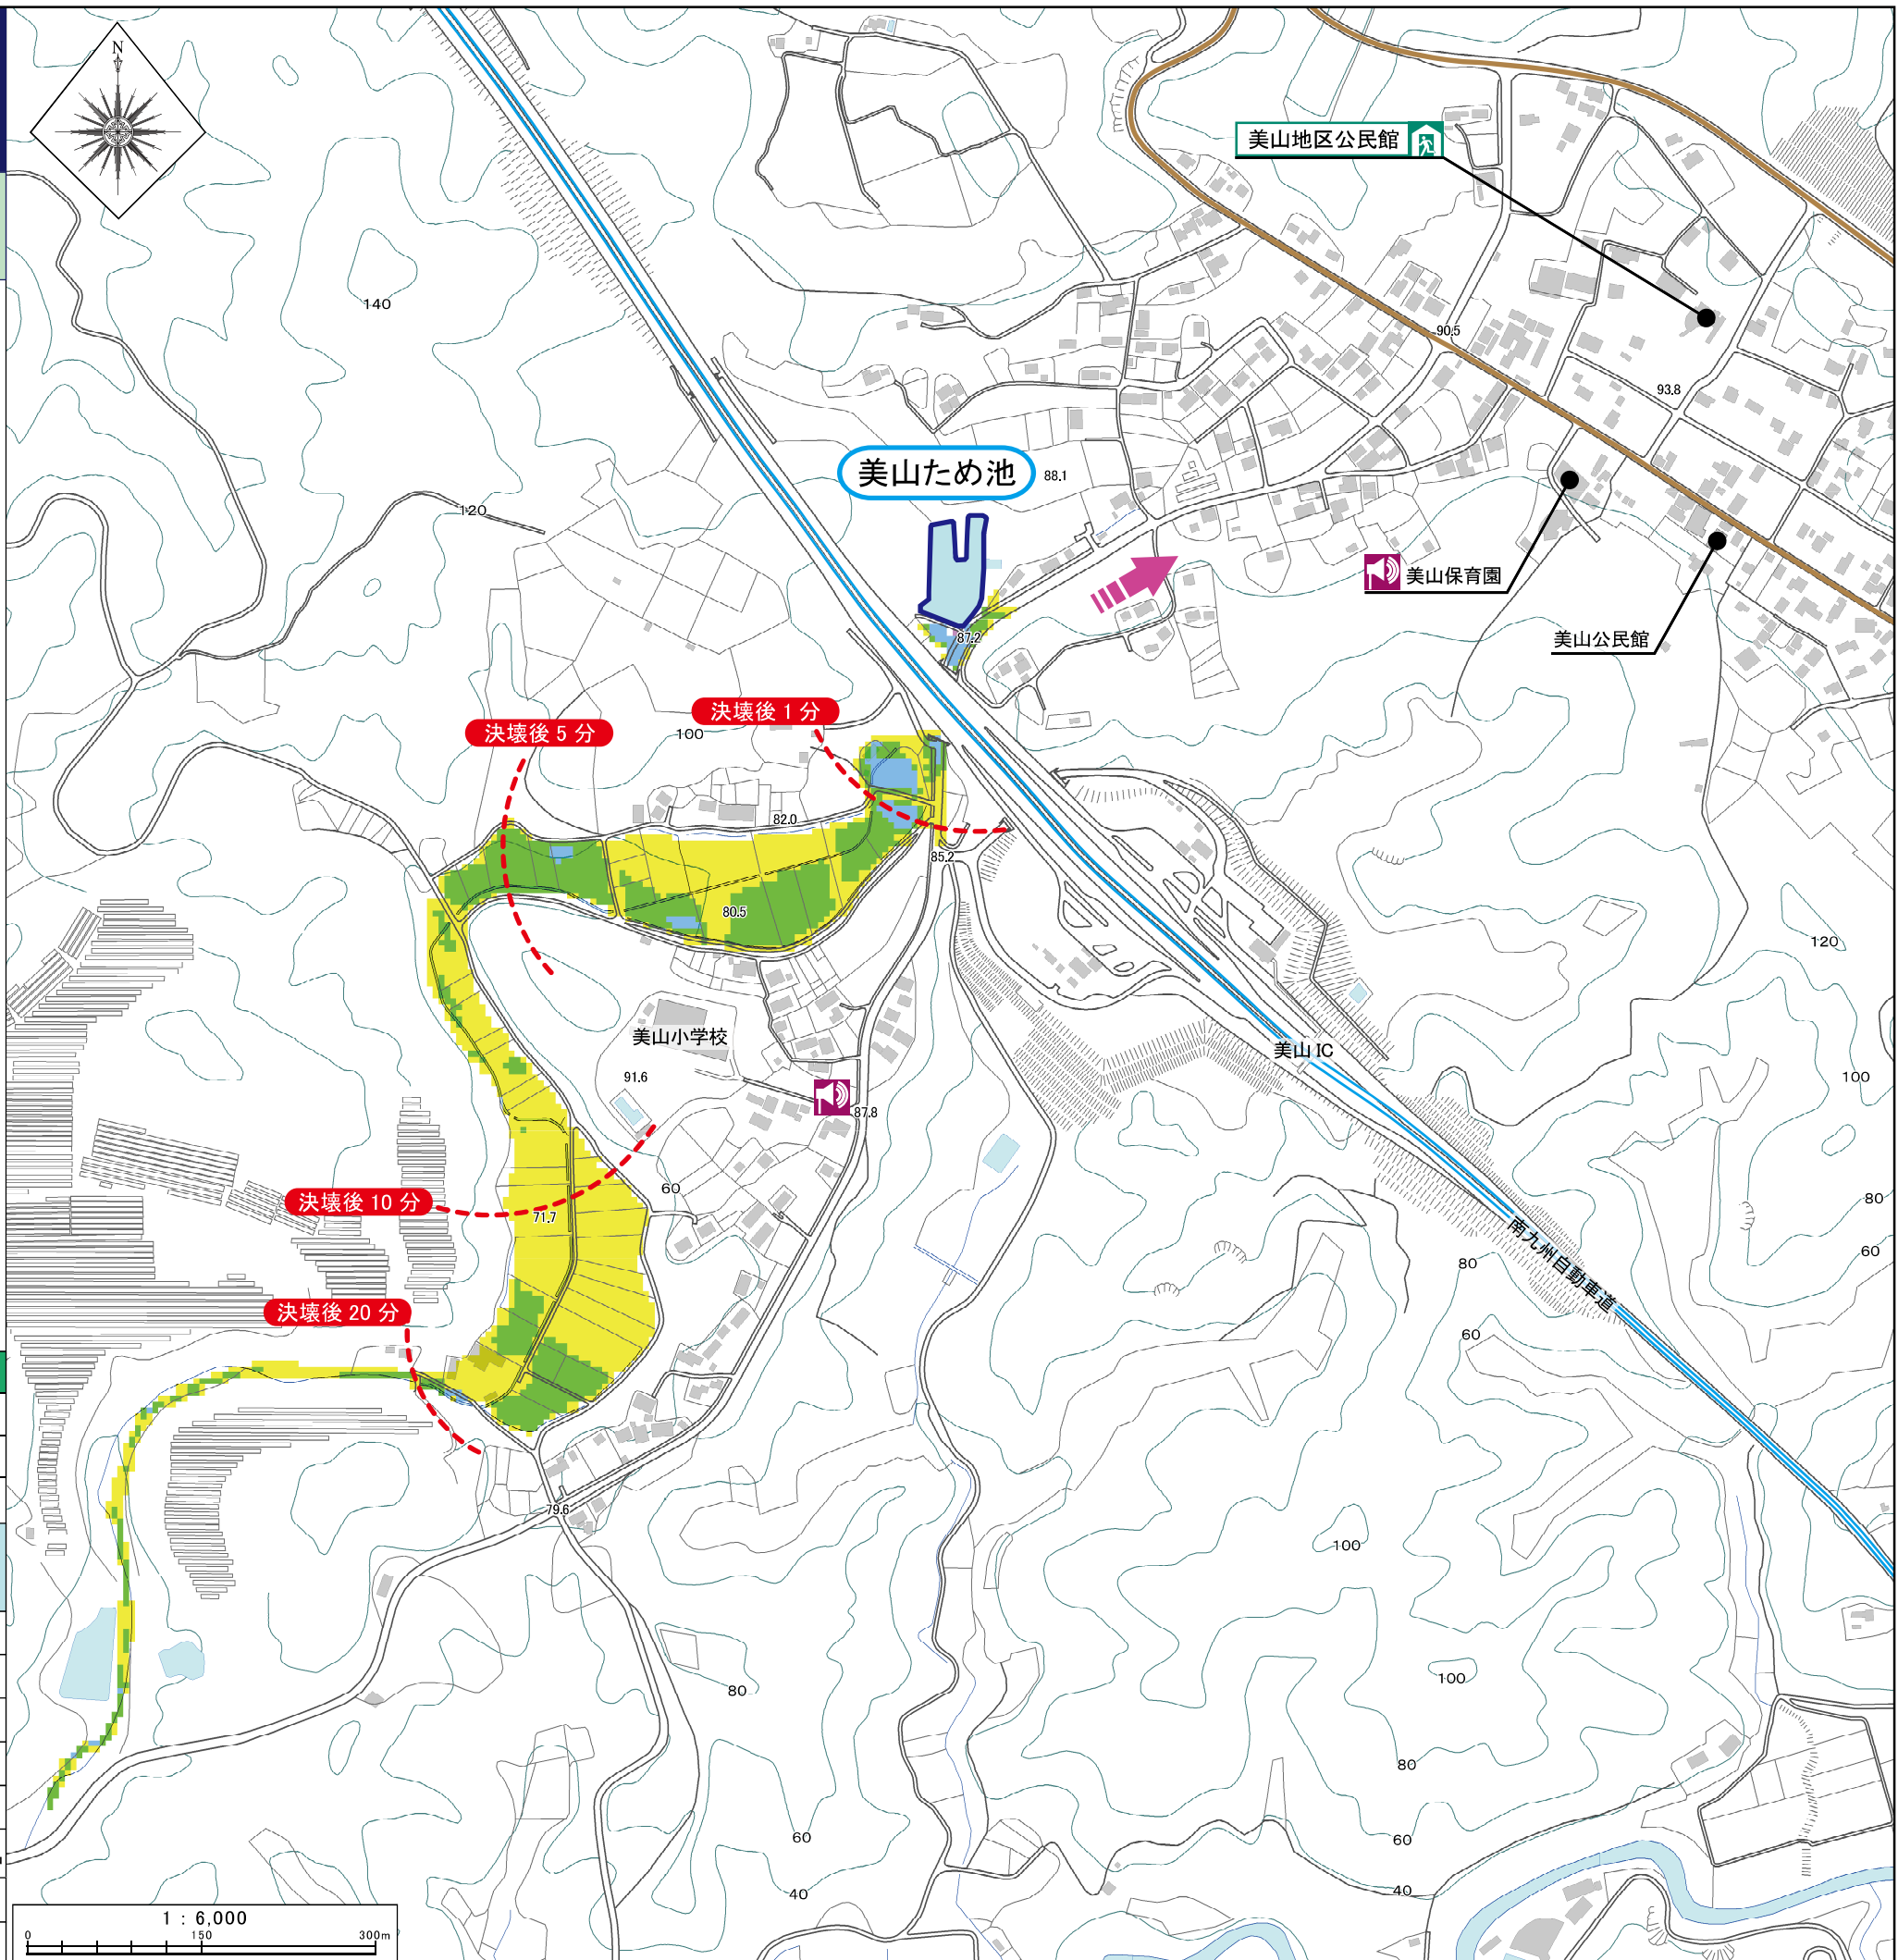 N
美山地区公民館
140
90.5
93.8
美山ため池
88.1
120
美山保育園
87.2
美山公民館
決壊後 1 分
決壊後 5 分
100
82.0
85.2
80.5
120
美山小学校
美山 IC
91.6
100
87.8
60
決壊後 10 分
71.7
80
南九州自動車道
60
80
決壊後 20 分
60
79.6
100
100
80
80
60
60
40
40
1 : 6,000
0 150 300m